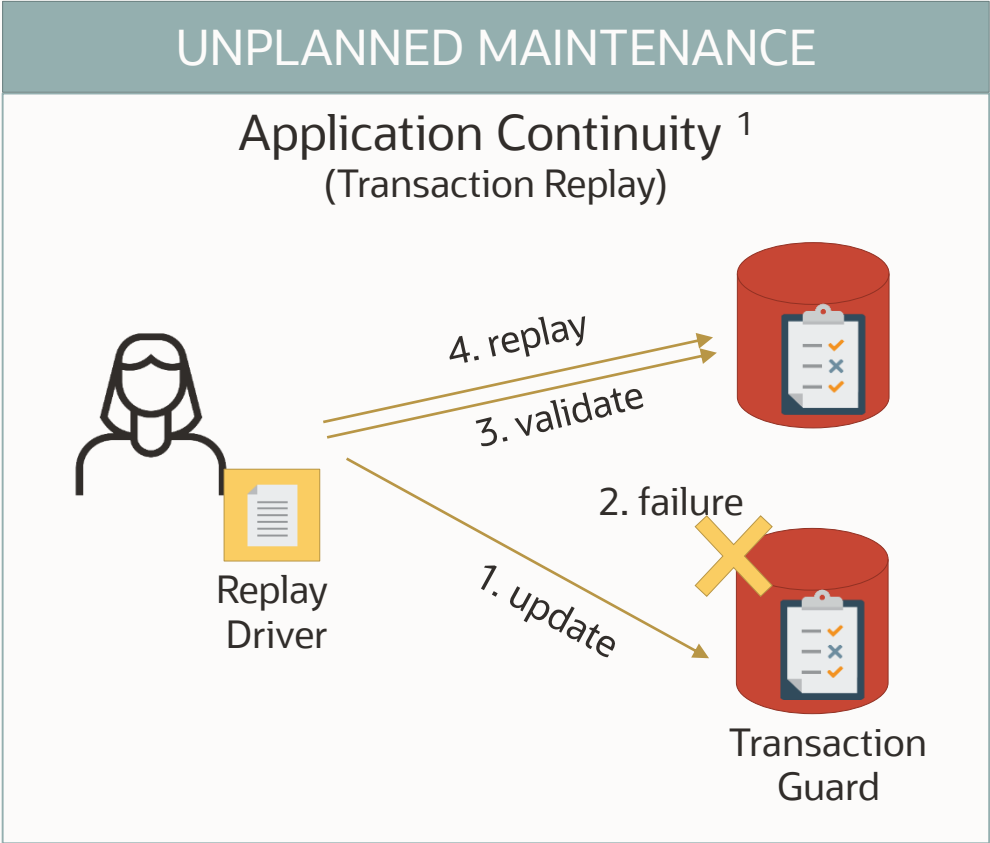 UNPLANNED MAINTENANCE
Application Continuity ¹
(Transaction Replay)
4. replay
3. validate
2. failure
1. update
Replay
Driver
Transaction
Guard